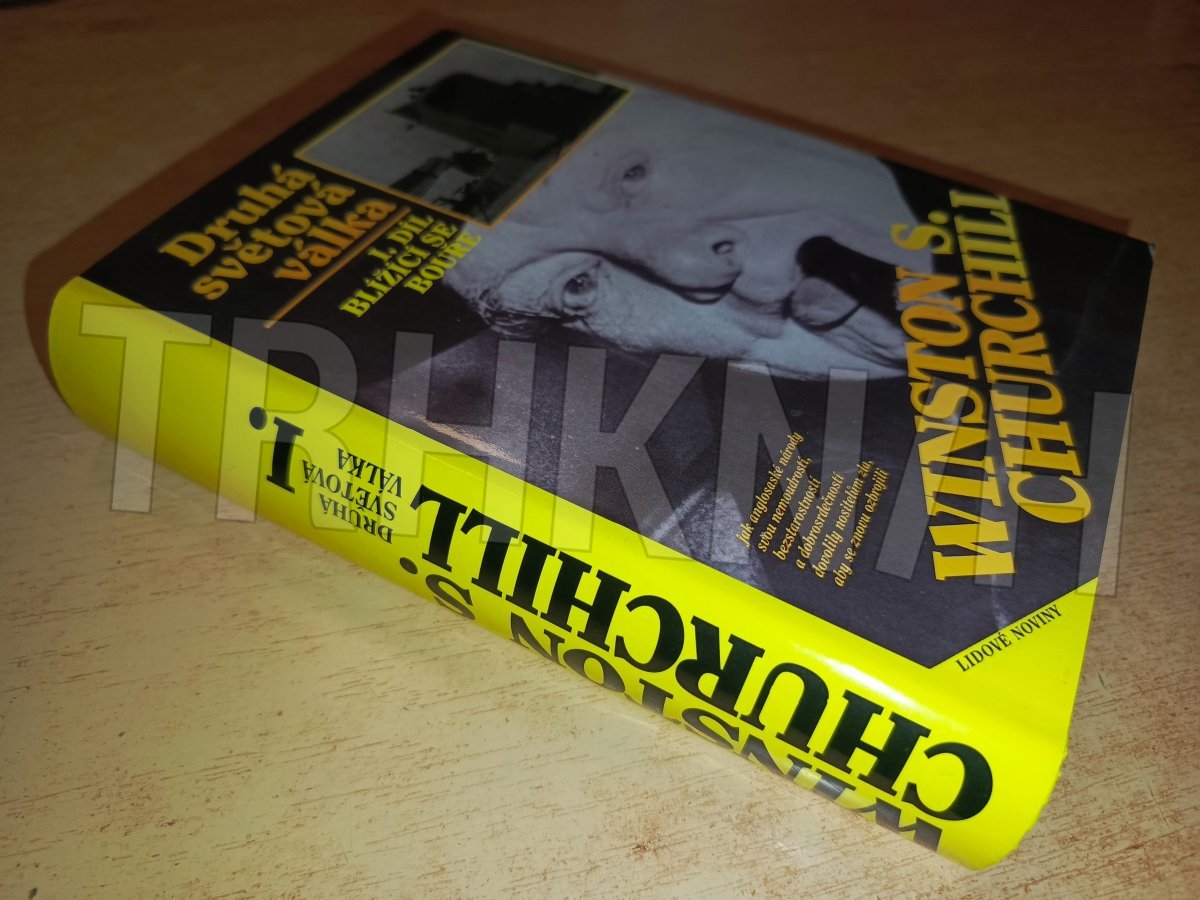 Druhá
světová
válka
1. DÍL
BLÍŽÍCÍ SE
BOUŘE
WINSTON S.
CHURCHILL
jak anglosaské národy
svou nemoudrostí,
bezstarostností
a dobrosrdečností
dovolily nositelům zla,
aby se znovu ozbrojili
LIDOVÉ NOVINY
WINSTON S.
CHURCHILL
DRUHÁ
SVĚTOVÁ
VÁLKA
1.